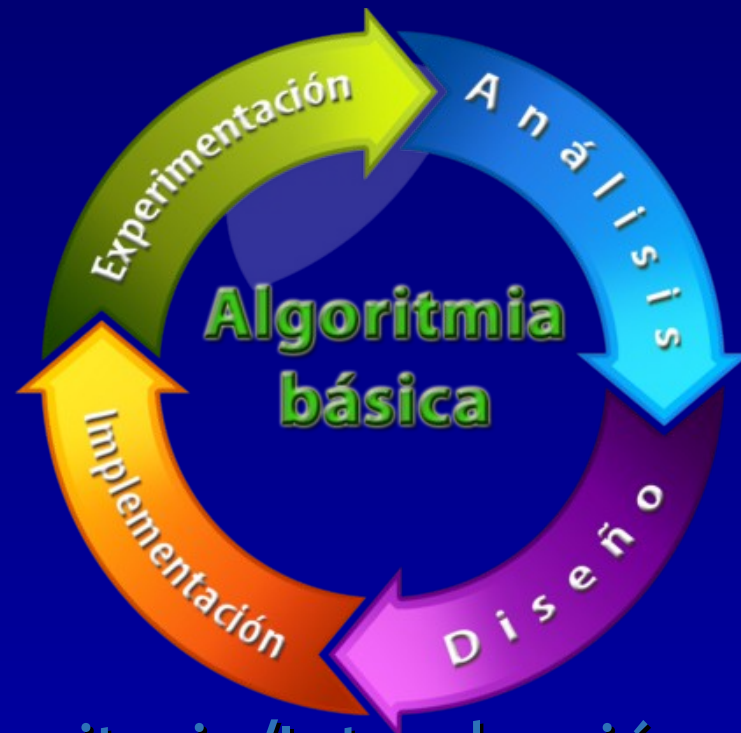 Experimentación
Análisis
Algoritmia
básica
Implementación
Diseño